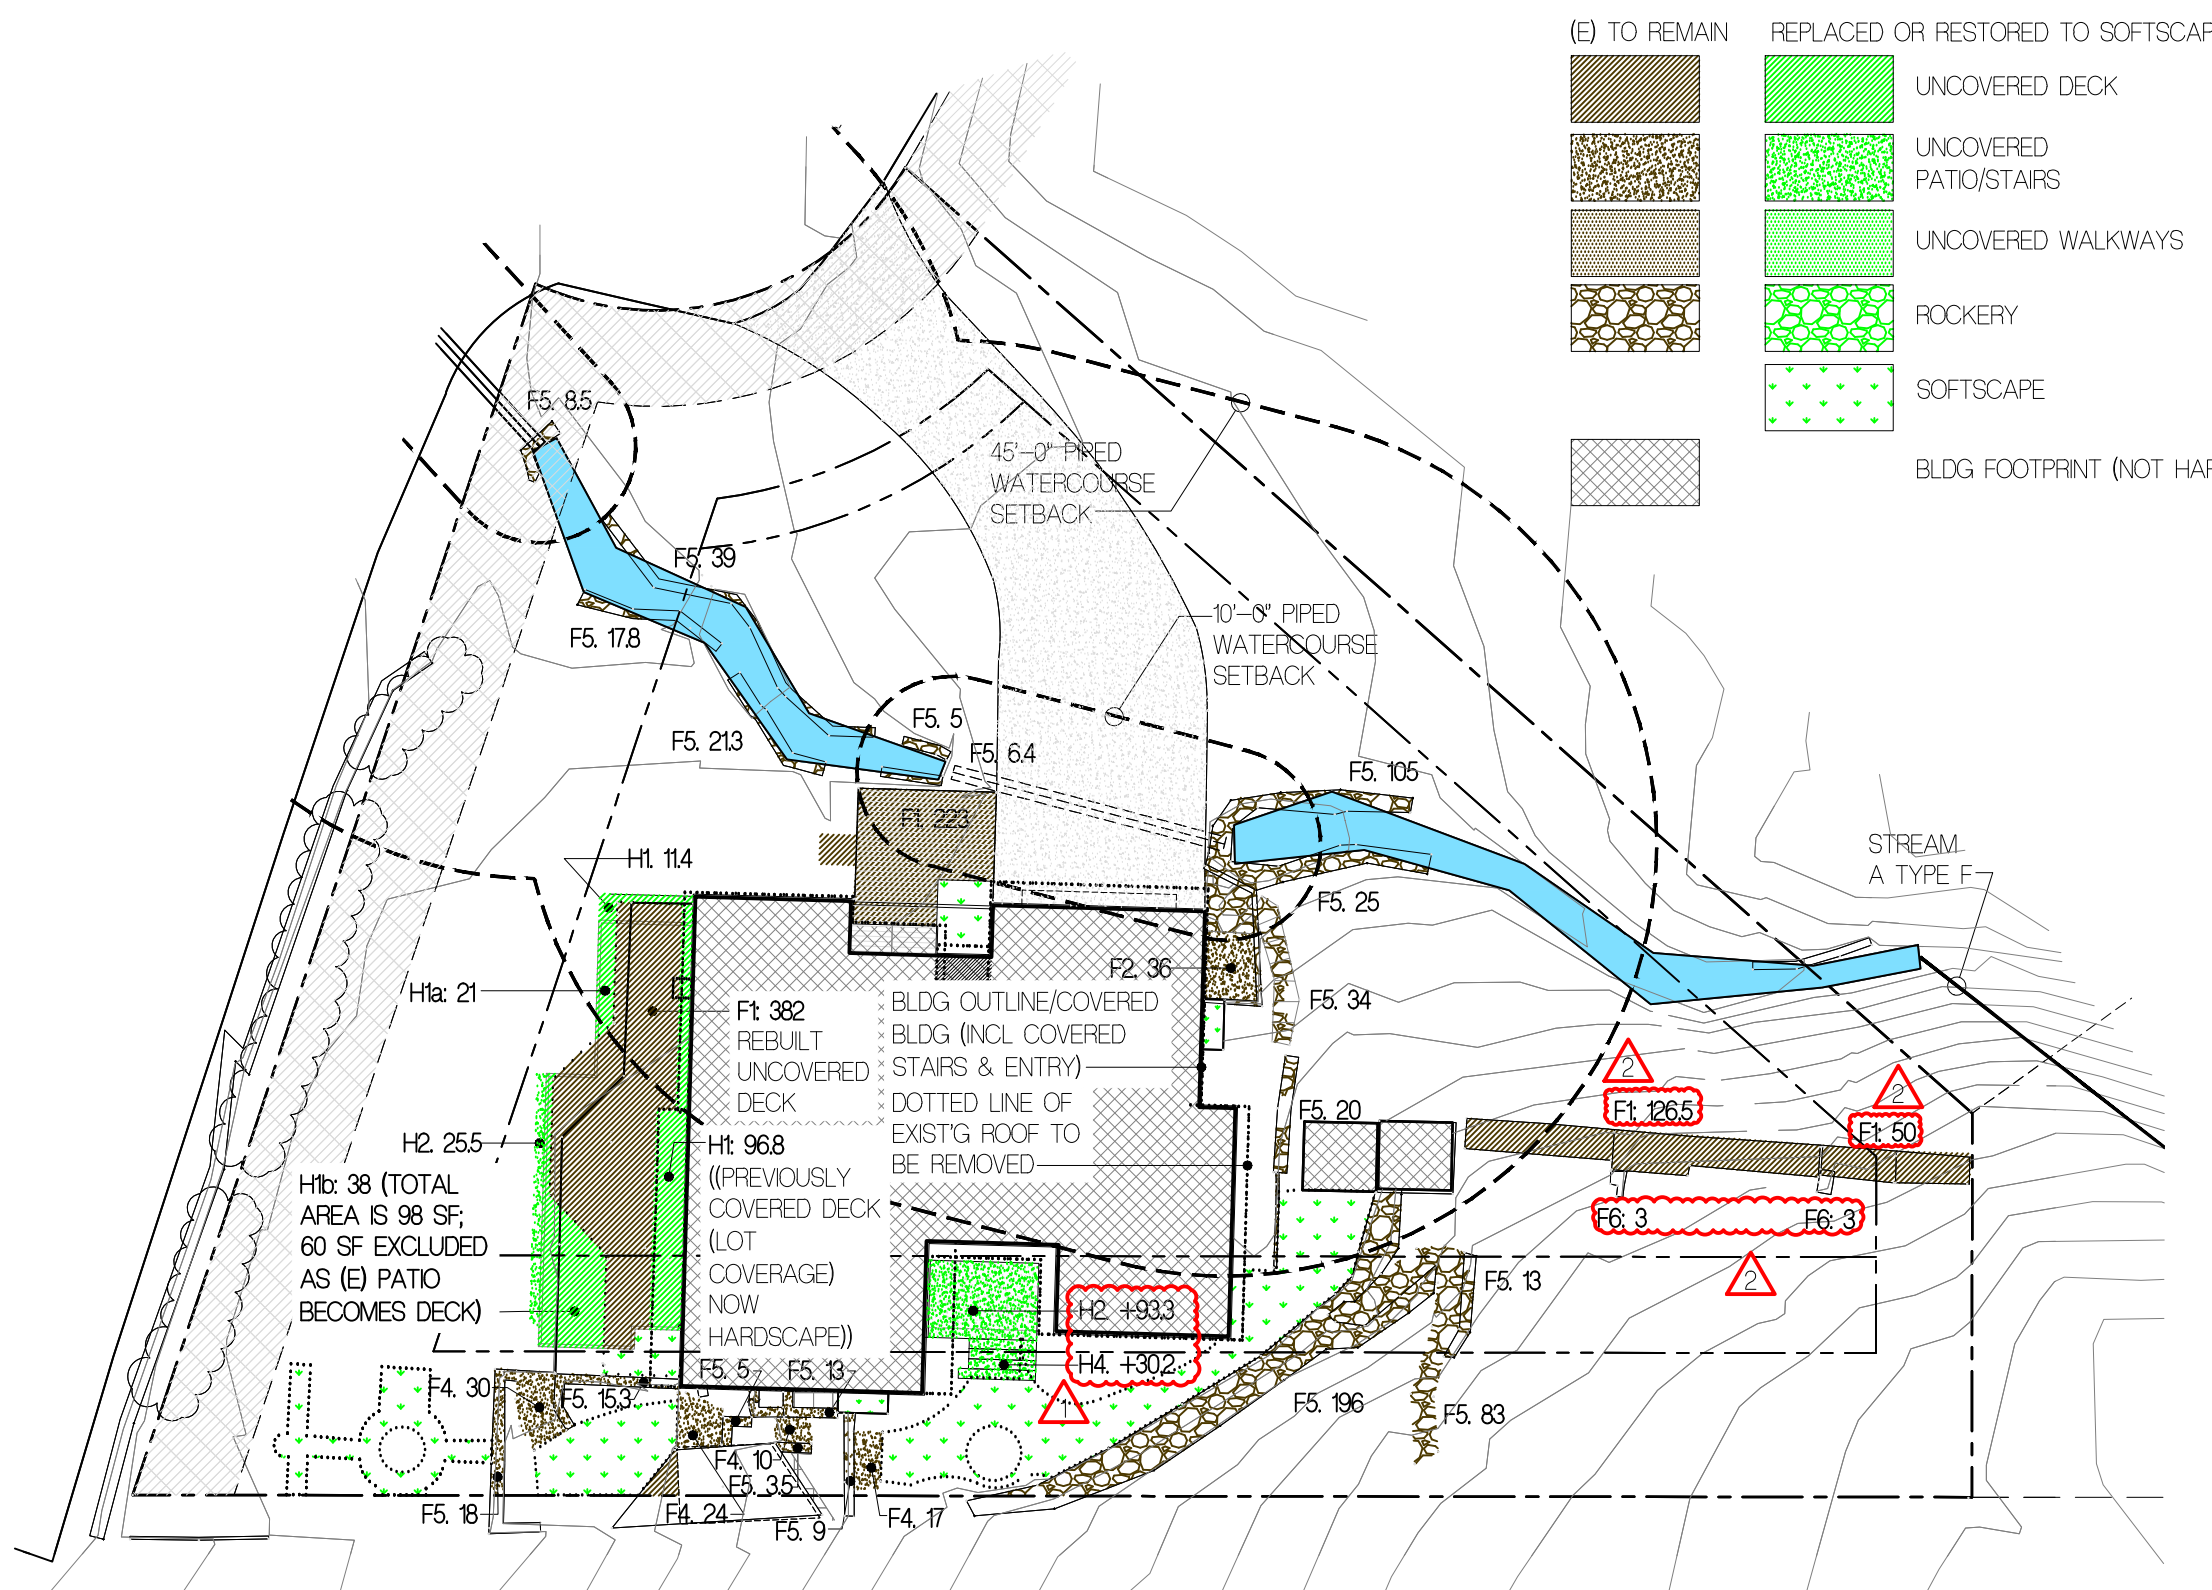 (E) TO REMAIN
REPLACED OR RESTORED TO SOFTSCAP
UNCOVERED DECK
UNCOVERED
PATIO/STAIRS
UNCOVERED WALKWAYS
ROCKERY
SOFTSCAPE
BLDG FOOTPRINT (NOT HAR
F5. 8.5
45'-0" PIPED
WATERCOURSE
SETBACK
F5. 39
F5. 17.8
10'-0" PIPED
WATERCOURSE
SETBACK
F5. 5
F5. 21.3
F5. 6.4
F5. 105
F1. 223
STREAM
A TYPE F
H1. 11.4
F5. 25
F2. 36
H1a: 21
F5. 34
F1: 382
REBUILT
UNCOVERED
DECK
BLDG OUTLINE/COVERED
BLDG (INCL COVERED
STAIRS & ENTRY)
DOTTED LINE OF
EXIST'G ROOF TO
BE REMOVED
2
2
F5. 20
F1: 126.5
F1: 50
H2. 25.5
H1: 96.8
((PREVIOUSLY
COVERED DECK
(LOT
COVERAGE)
NOW
HARDSCAPE))
H1b: 38 (TOTAL
AREA IS 98 SF;
60 SF EXCLUDED
AS (E) PATIO
BECOMES DECK)
F6: 3
F6: 3
2
F5. 13
H2. +93.3
H4. +30.2
1
F5. 5
F5. 13
F4. 30
F5. 15.3
F5. 196
F5. 83
F4. 10
F5. 3.5
F5. 18
F4. 24
F5. 9
F4. 17